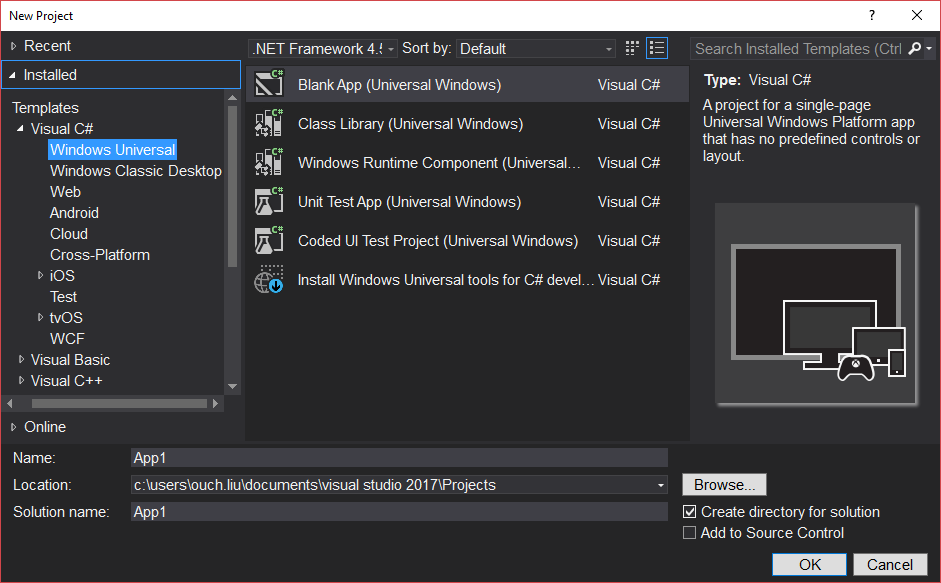 New Project
?
Recent
Installed
Templates
Visual C#
Windows Universal
Windows Classic Desktop
Web
Android
Cloud
Cross-Platform
iOS
Test
tvOS
WCF
Visual Basic
Visual C++
Online
.NET Framework 4.5
Sort by:
Default
C# Blank App (Universal Windows) Visual C#
C# Class Library (Universal Windows) Visual C#
C# Windows Runtime Component (Universal... Visual C#
C# Unit Test App (Universal Windows) Visual C#
C# Coded UI Test Project (Universal Windows) Visual C#
Install Windows Universal tools for C# devel... Visual C#
Search Installed Templates (Ctrl
Type: Visual C#
A project for a single-page
Universal Windows Platform app
that has no predefined controls or
layout.
Name: App1
Location: c:\users\ouch.liu\documents\visual studio 2017\Projects
Browse...
Solution name: App1
Create directory for solution
Add to Source Control
OK
Cancel